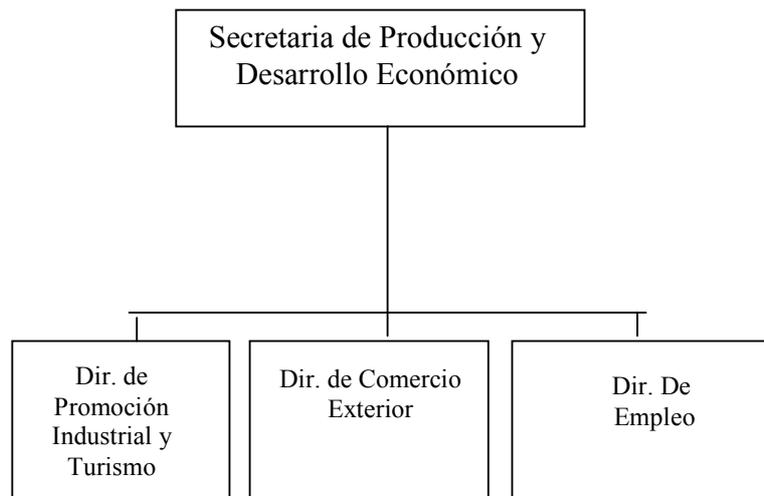 Secretaria de Producción y
Desarrollo Económico
Dir. de
Promoción
Industrial y
Turismo
Dir. de Comercio
Exterior
Dir. De
Empleo